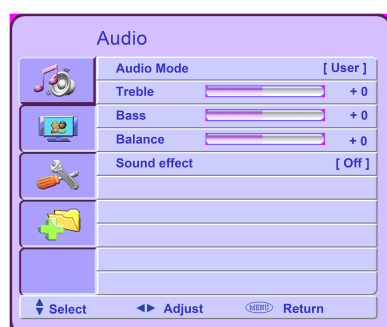 Audio
Audio Mode [ User ]
Treble + 0
Bass + 0
Balance + 0
Sound effect [ Off ]
Select Adjust MENU Return